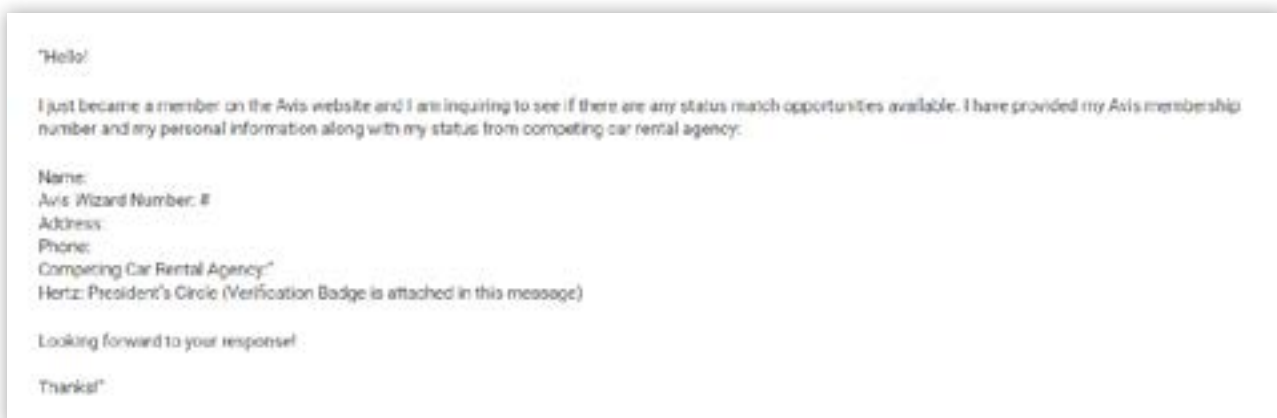 "Hello!
I just became a member on the Avis website and I am inquiring to see if there are any status match opportunities available. I have provided my Avis membership
number and my personal information along with my status from competing car rental agency:
Name:
Avis Wizard Number: #
Address:
Phone:
Competing Car Rental Agency:"
Hertz: President's Circle (Verification Badge is attached in this message)
Looking forward to your response!
Thanks!"